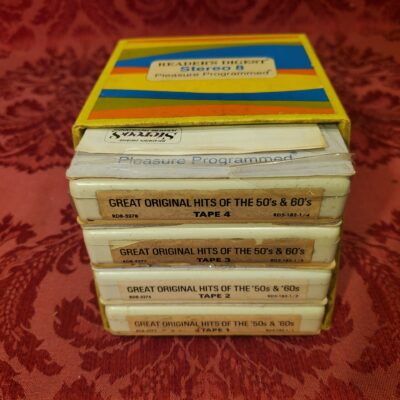 READER'S DIGEST
Stereo 8
Pleasure Programmed
Pleasure Programmed
GREAT ORIGINAL HITS OF THE 50's & 60's
TAPE 4
GREAT ORIGINAL HITS OF THE 50's & 60's
TAPE 3
GREAT ORIGINAL HITS OF THE '50s & '60s
TAPE 2
GREAT ORIGINAL HITS OF THE '50s & '60s
TAPE 1